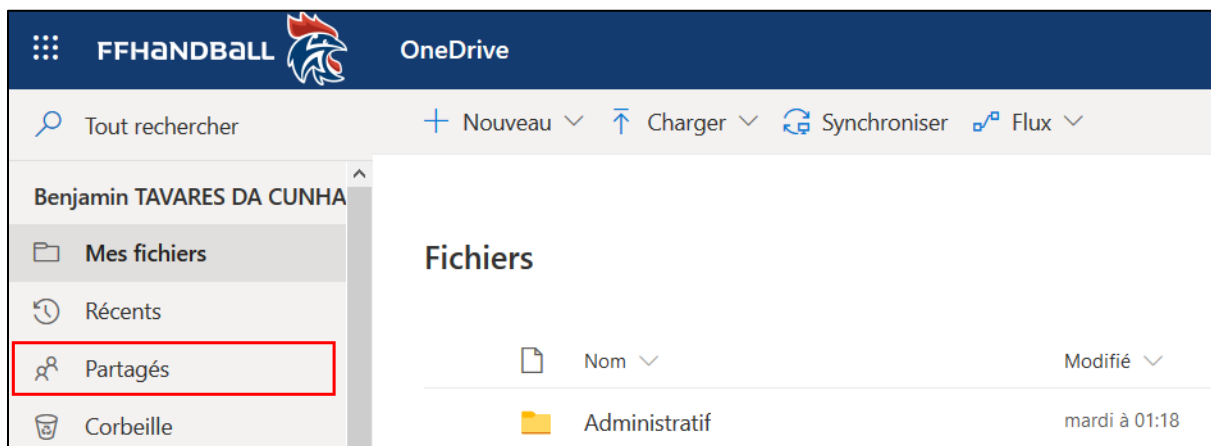 FFHANDBALL OneDrive
Tout rechercher
Nouveau Charger Synchroniser Flux
Benjamin TAVARES DA CUNHA
Mes fichiers
Fichiers
Récents
Partagés
Nom Modifié
Corbeille
Administratif mardi à 01:18